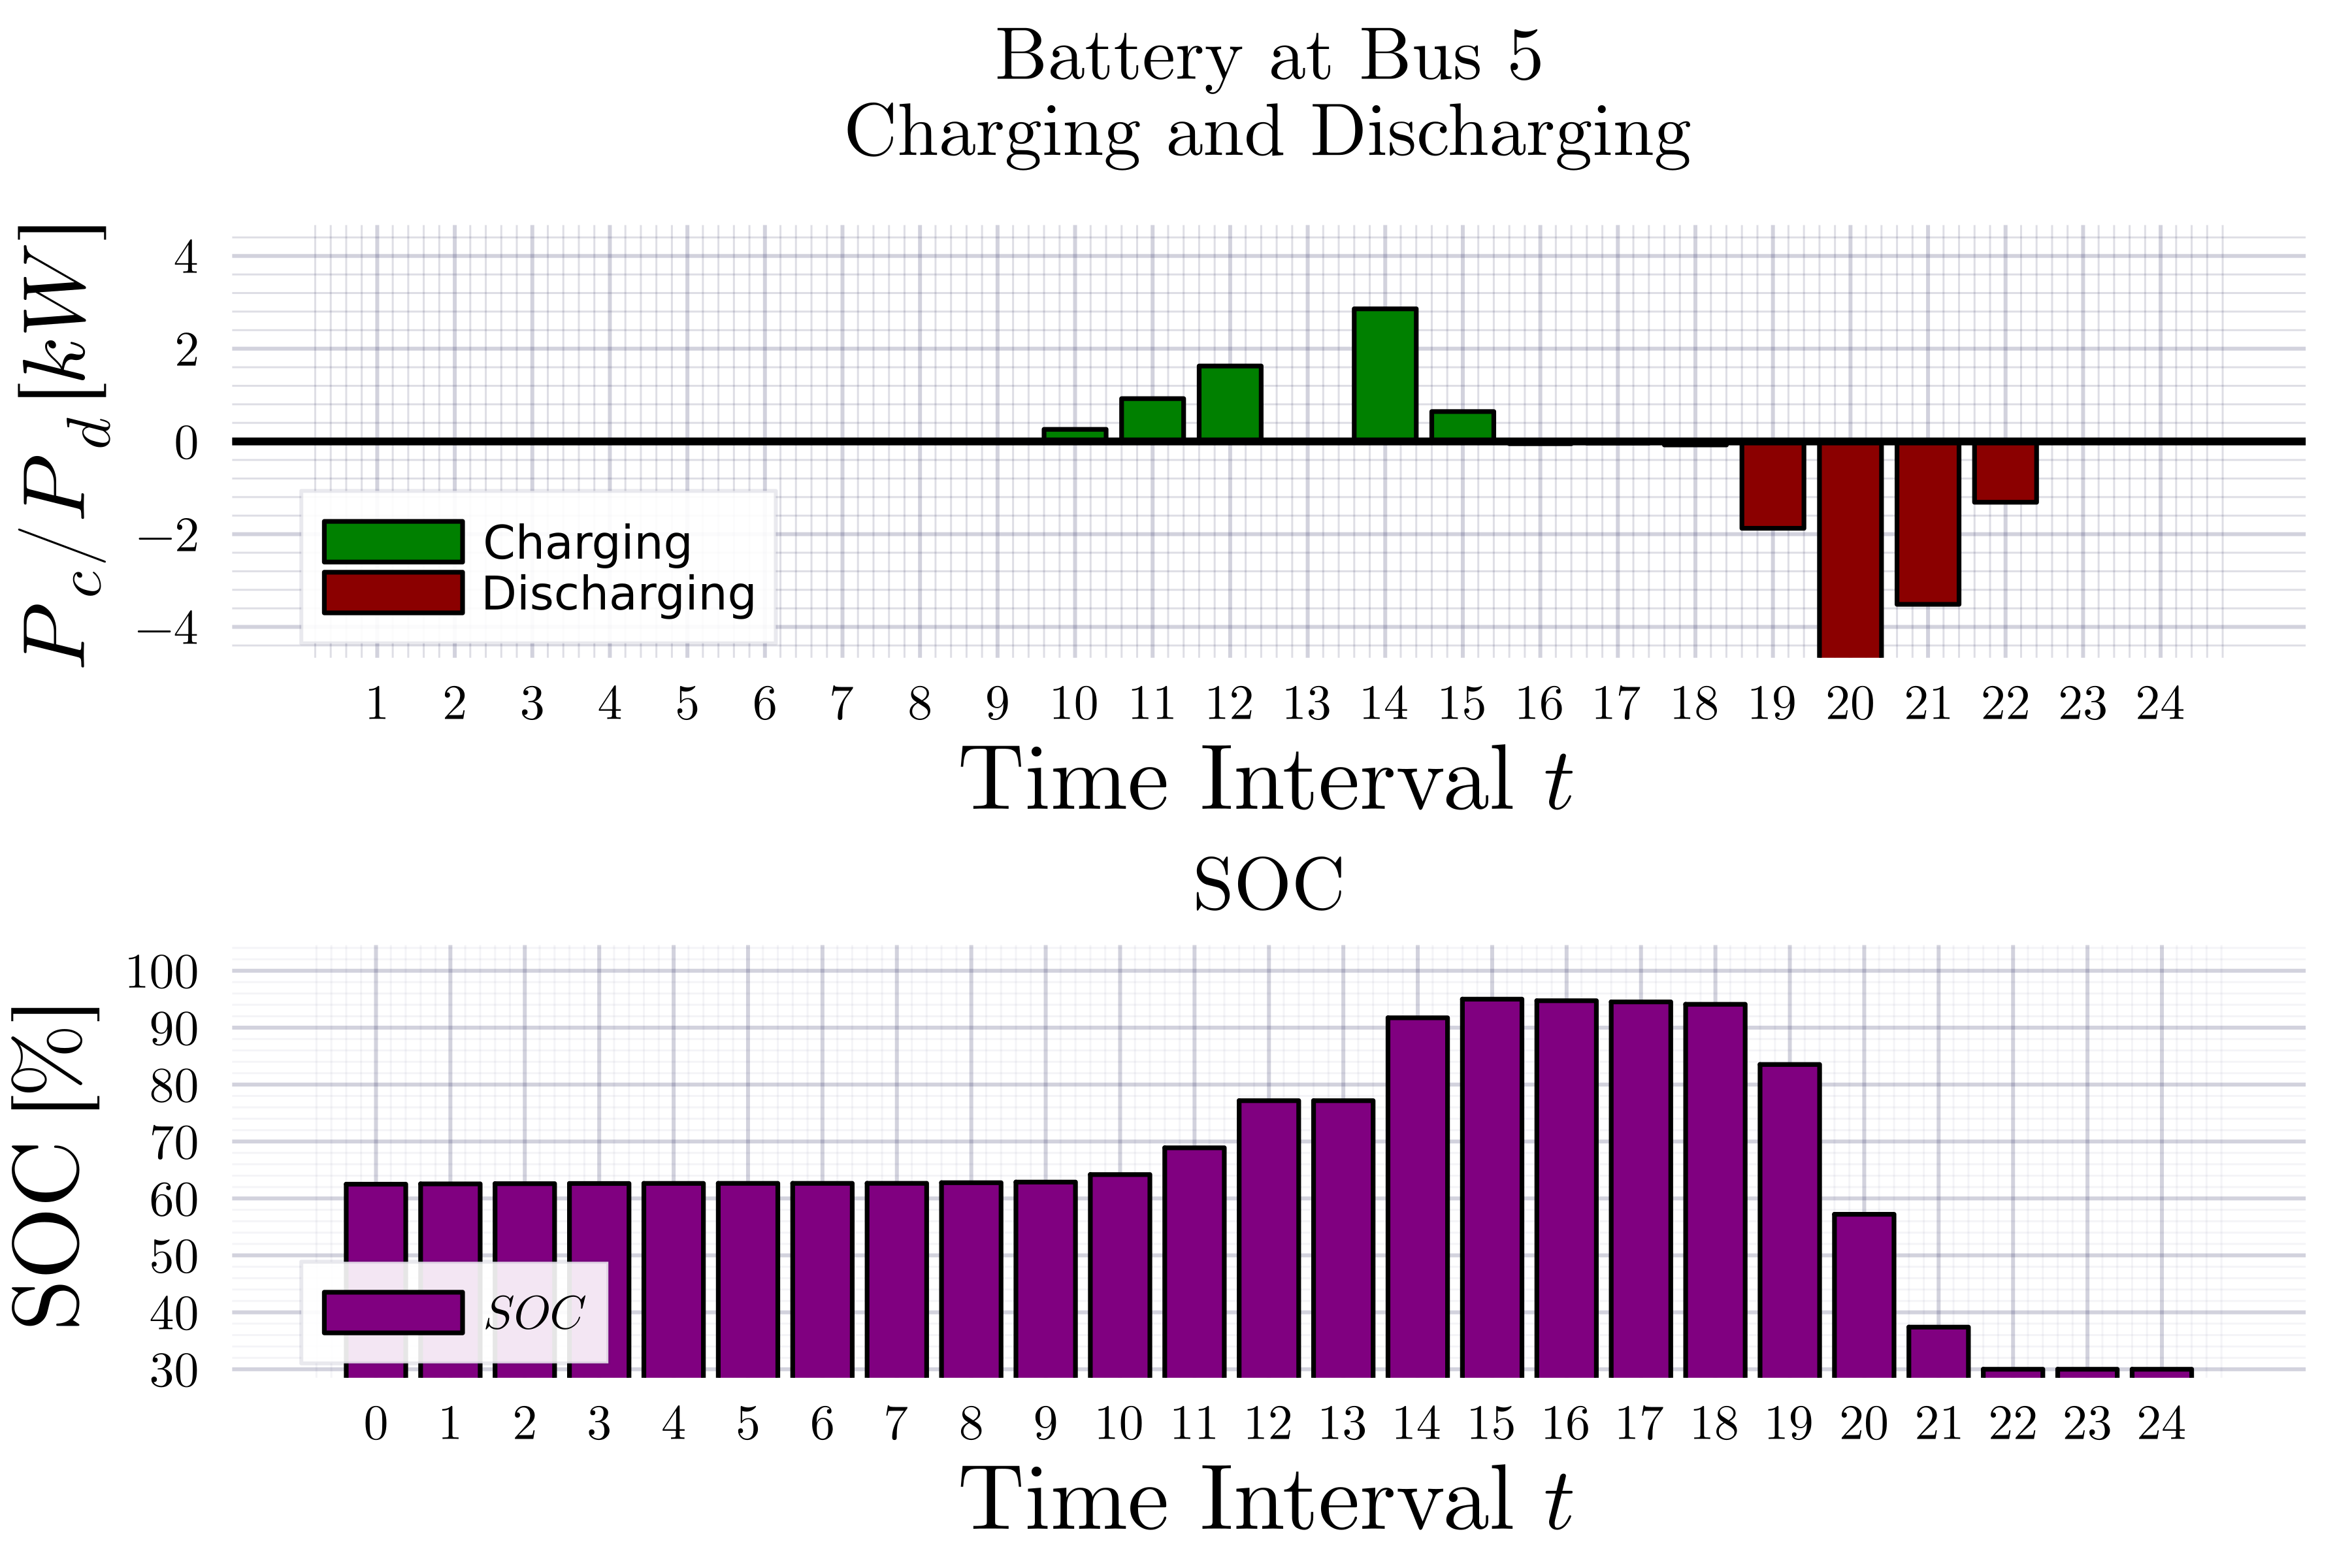 Battery at Bus 5
Charging and Discharging
P_c/P_d [kW]
4
2
0
−2
−4
Charging
Discharging
1 2 3 4 5 6 7 8 9 10 11 12 13 14 15 16 17 18 19 20 21 22 23 24
Time Interval t
SOC
SOC [%]
100
90
80
70
60
50
40
30
SOC
0 1 2 3 4 5 6 7 8 9 10 11 12 13 14 15 16 17 18 19 20 21 22 23 24
Time Interval t